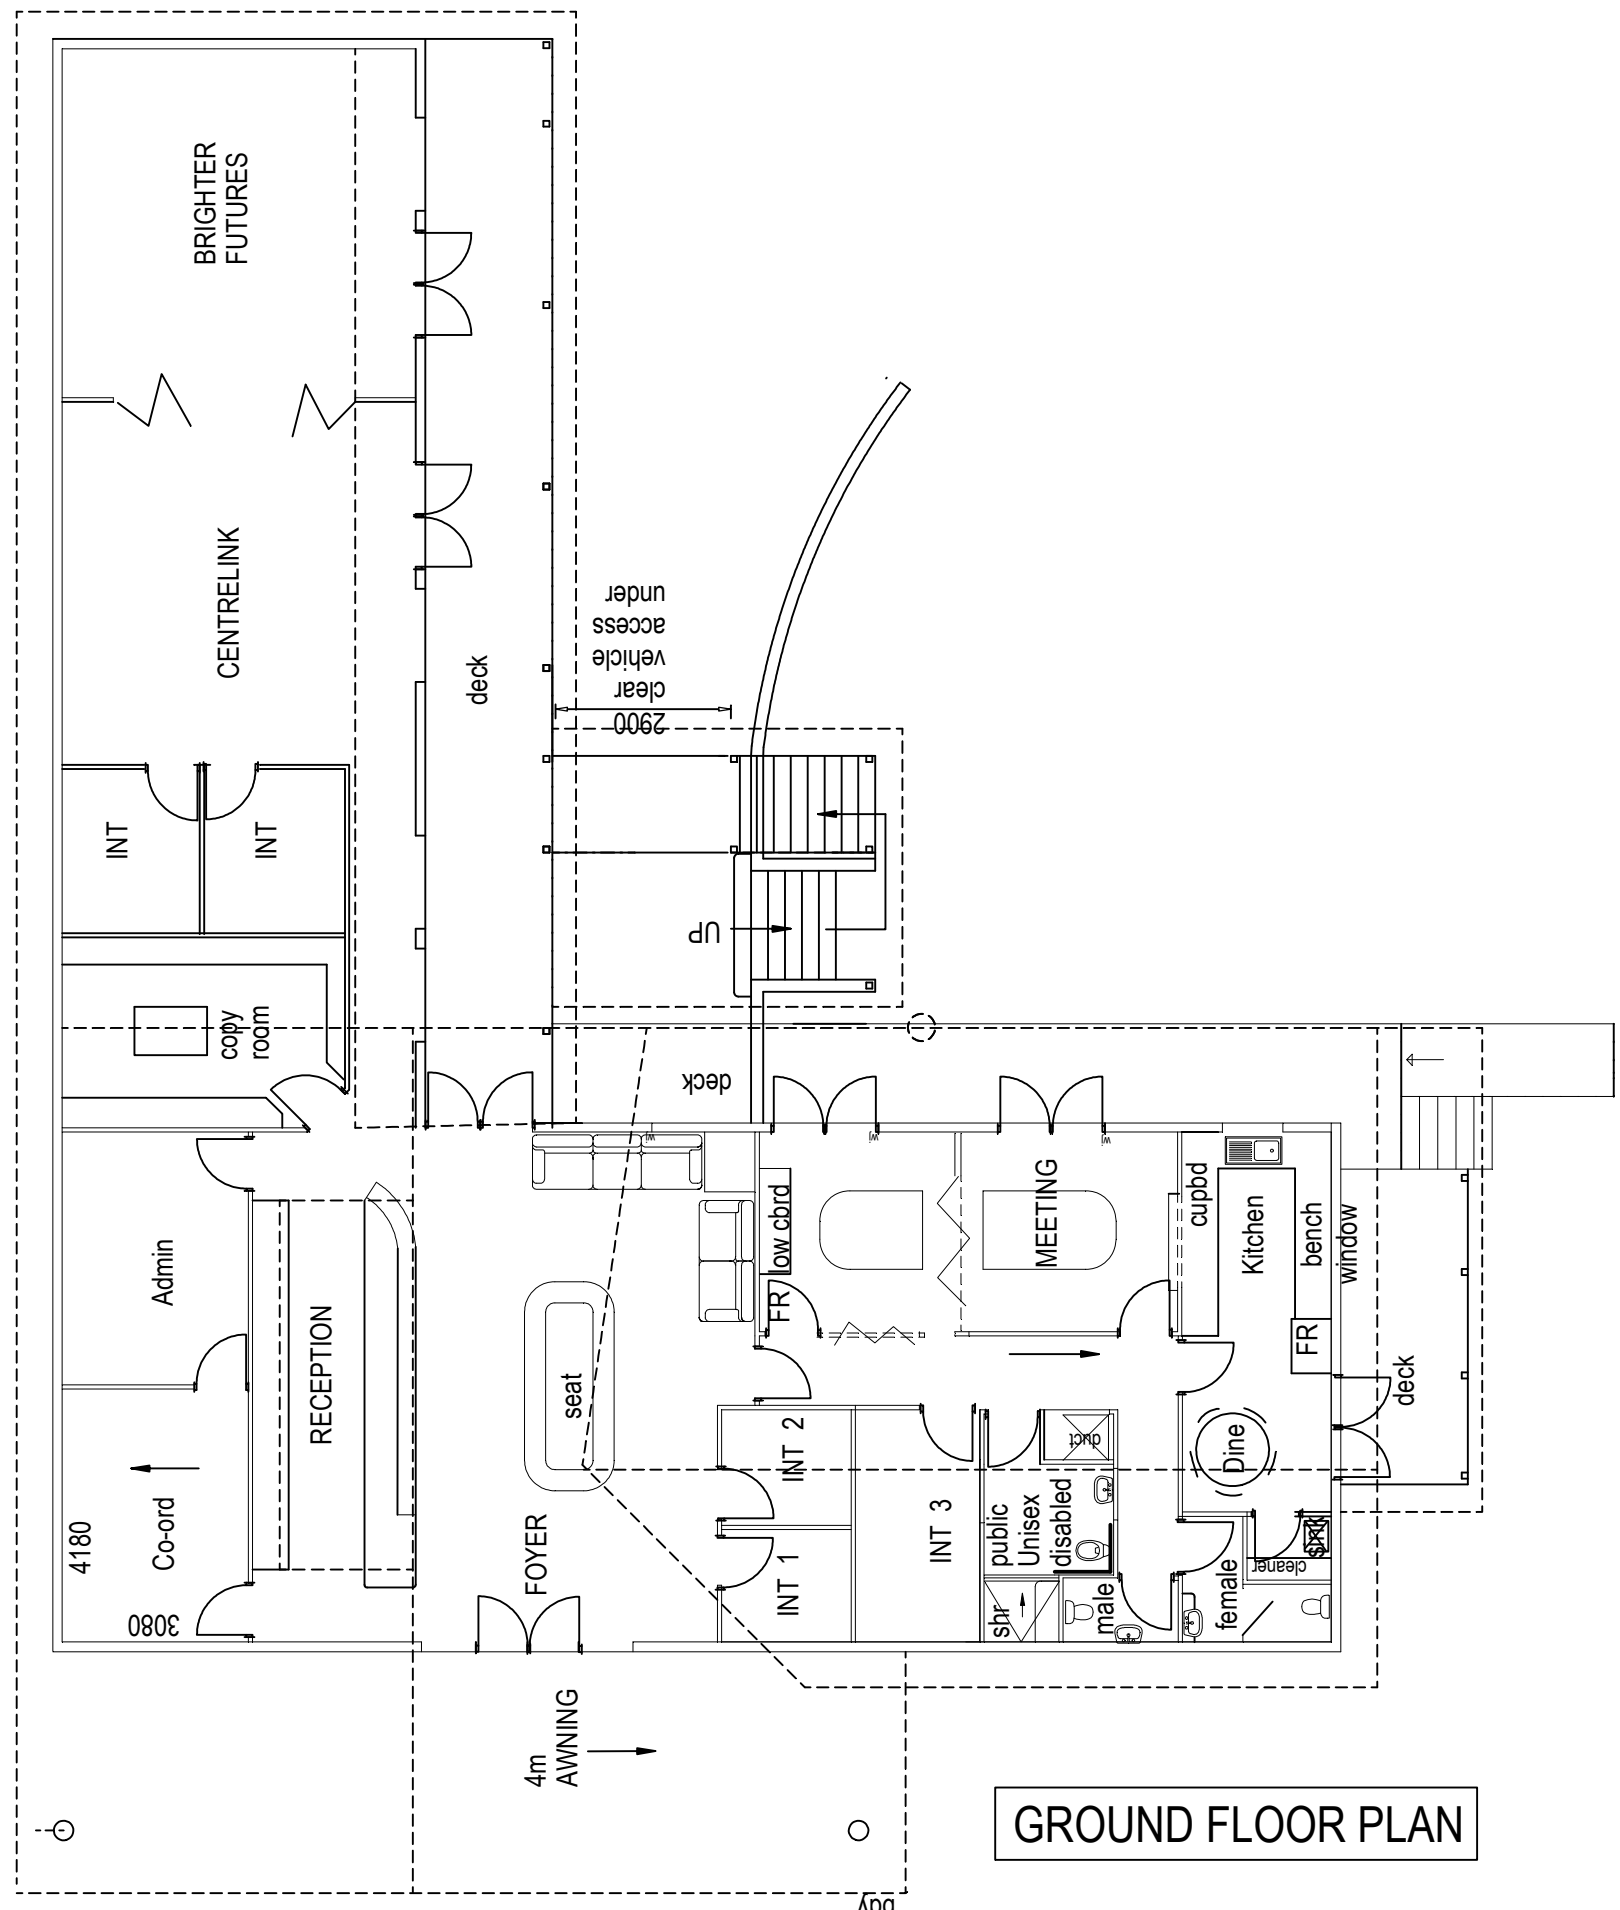 BRIGHTER
FUTURES
CENTRELINK
deck
2900
clear
vehicle
access
under
INT
INT
UP
copy
room
deck
Admin
RECEPTION
low cbrd
FR
MEETING
cupbd
Kitchen
bench
window
FR
deck
seat
Dine
4180
Co-ord
3080
FOYER
INT 2
INT 1
INT 3
duct
public
Unisex
disabled
shr
male
female
cleaner
sink
4m
AWNING
W
W
W
GROUND FLOOR PLAN
bdy